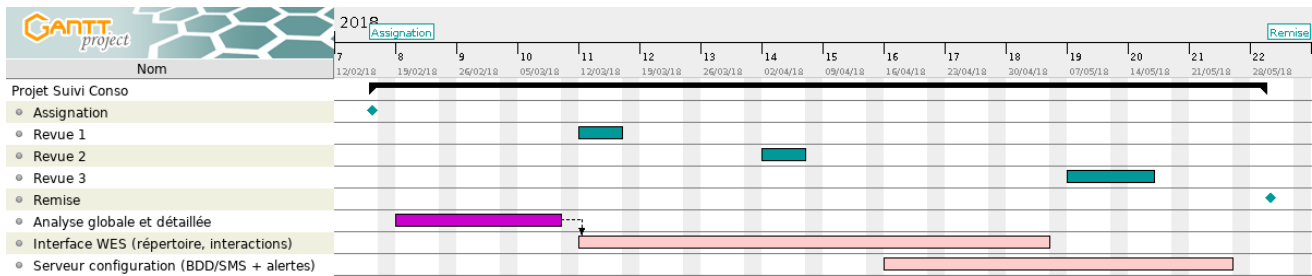 GANTT
project
2018
Assignation
Remise
7 8 9 10 11 12 13 14 15 16 17 18 19 20 21 22
12/02/18 19/02/18 26/02/18 05/03/18 12/03/18 19/03/18 26/03/18 02/04/18 09/04/18 16/04/18 23/04/18 30/04/18 07/05/18 14/05/18 21/05/18 28/05/18
Nom
Projet Suivi Conso
Assignation
Revue 1
Revue 2
Revue 3
Remise
Analyse globale et détaillée
Interface WES (répertoire, interactions)
Serveur configuration (BDD/SMS + alertes)